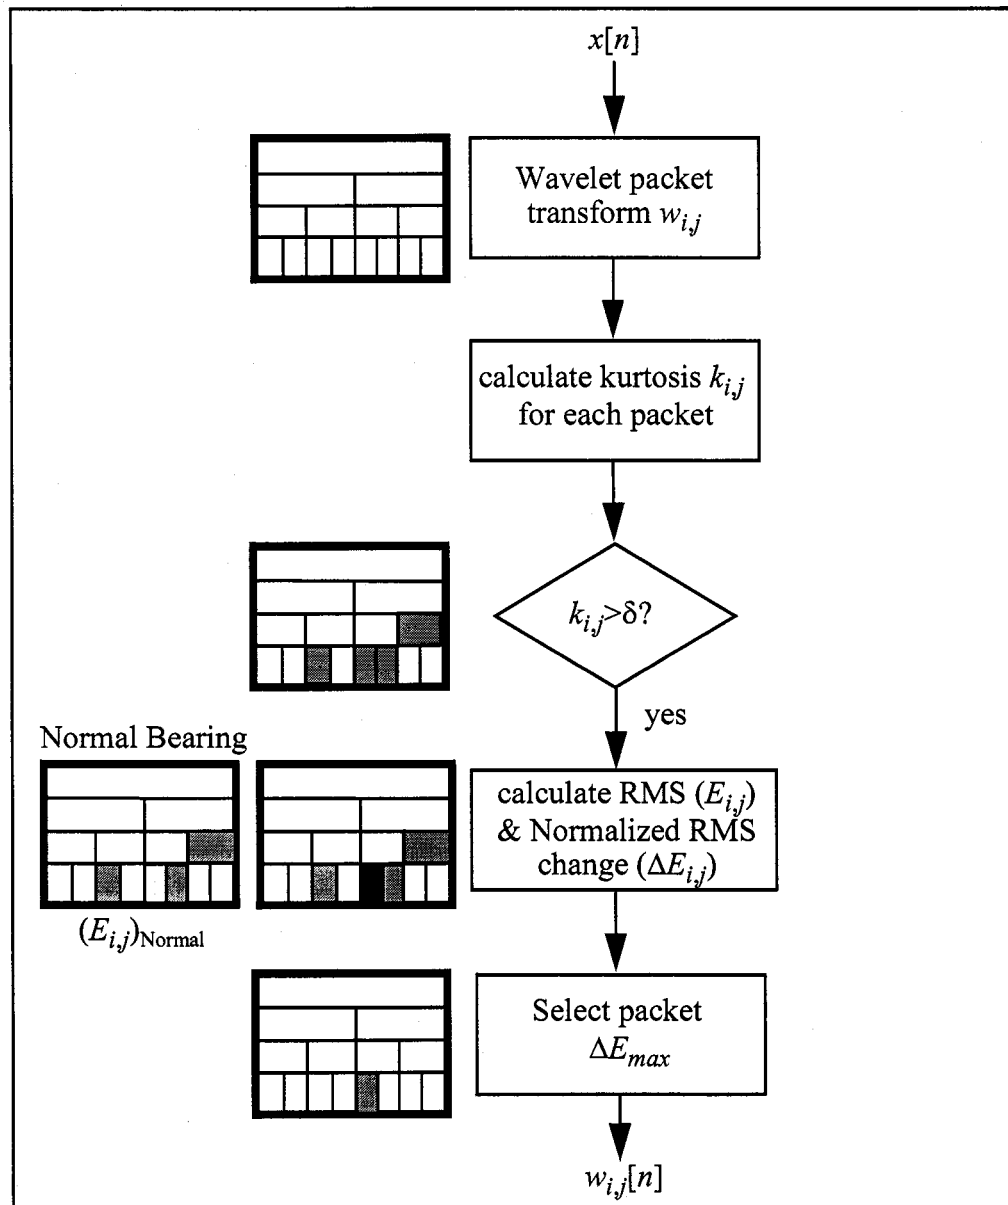 x[n]
Wavelet packet
transform w_{i,j}
calculate kurtosis k_{i,j}
for each packet
k_{i,j}>δ?
yes
Normal Bearing
calculate RMS (E_{i,j})
& Normalized RMS
change (ΔE_{i,j})
(E_{i,j})_{Normal}
Select packet
ΔE_{max}
w_{i,j}[n]